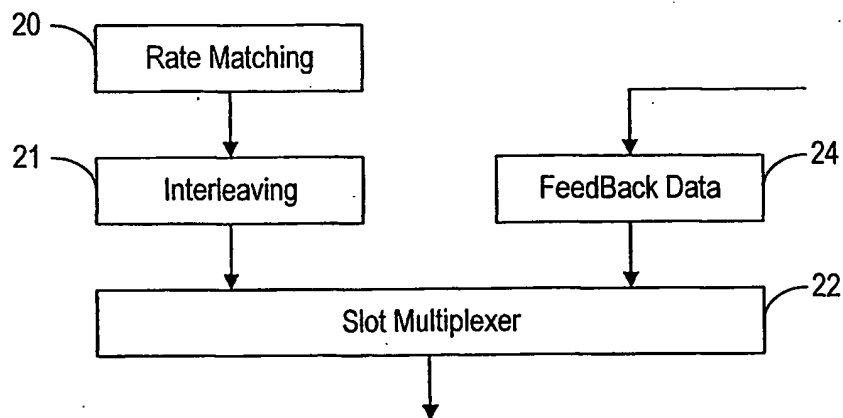 20
Rate Matching
21
Interleaving
FeedBack Data
24
Slot Multiplexer
22